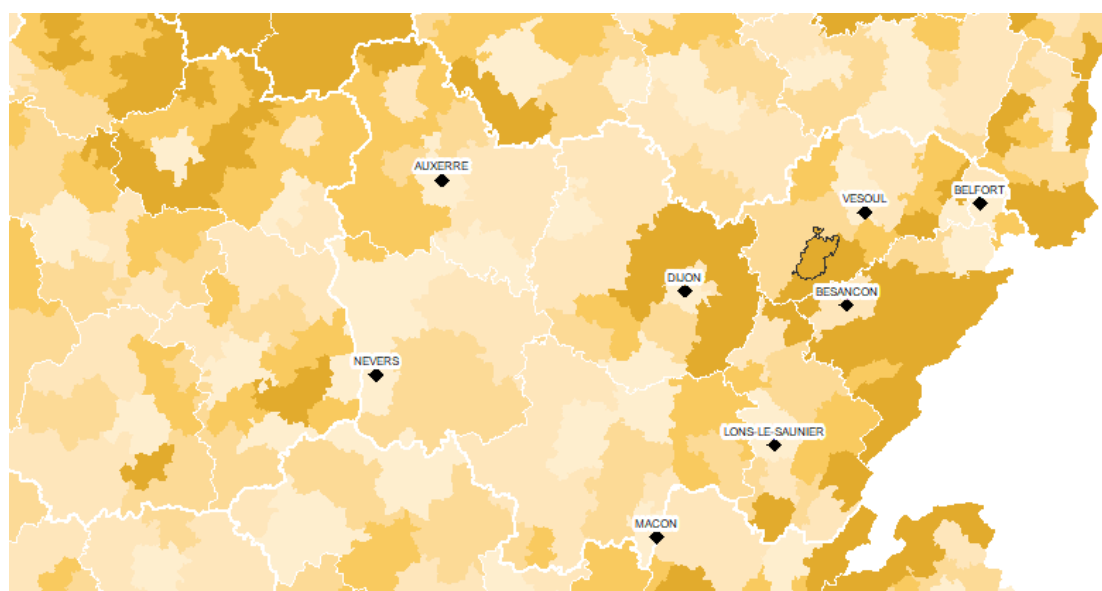 AUXERRE
BELFORT
VESOUL
DIJON
BESANCON
NEVERS
LONS-LE-SAUNIER
MACON